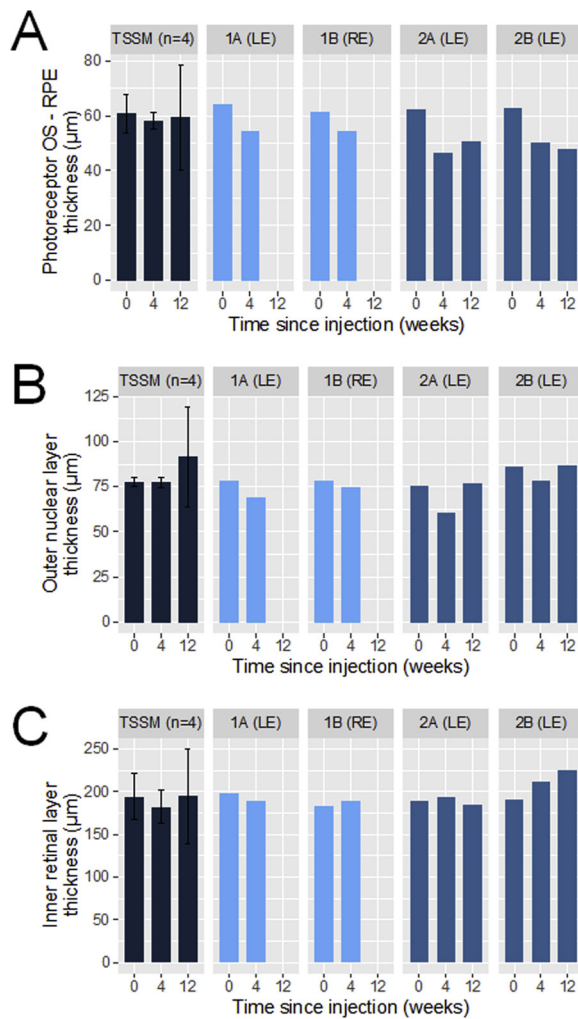 A
TSSM (n=4) 1A (LE) 1B (RE) 2A (LE) 2B (LE)
Photoreceptor OS - RPE
thickness (µm)
80
60
40
20
0
0 4 12 0 4 12 0 4 12 0 4 12 0 4 12
Time since injection (weeks)
B
TSSM (n=4) 1A (LE) 1B (RE) 2A (LE) 2B (LE)
Outer nuclear layer
thickness (µm)
125
100
75
50
25
0
0 4 12 0 4 12 0 4 12 0 4 12 0 4 12
Time since injection (weeks)
C
TSSM (n=4) 1A (LE) 1B (RE) 2A (LE) 2B (LE)
Inner retinal layer
thickness (µm)
250
200
150
100
50
0
0 4 12 0 4 12 0 4 12 0 4 12 0 4 12
Time since injection (weeks)